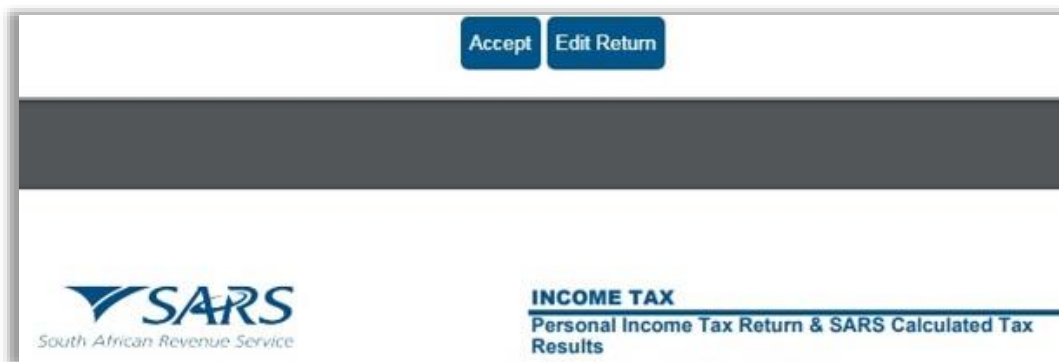 Accept Edit Return
SARS
South African Revenue Service
INCOME TAX
Personal Income Tax Return & SARS Calculated Tax
Results